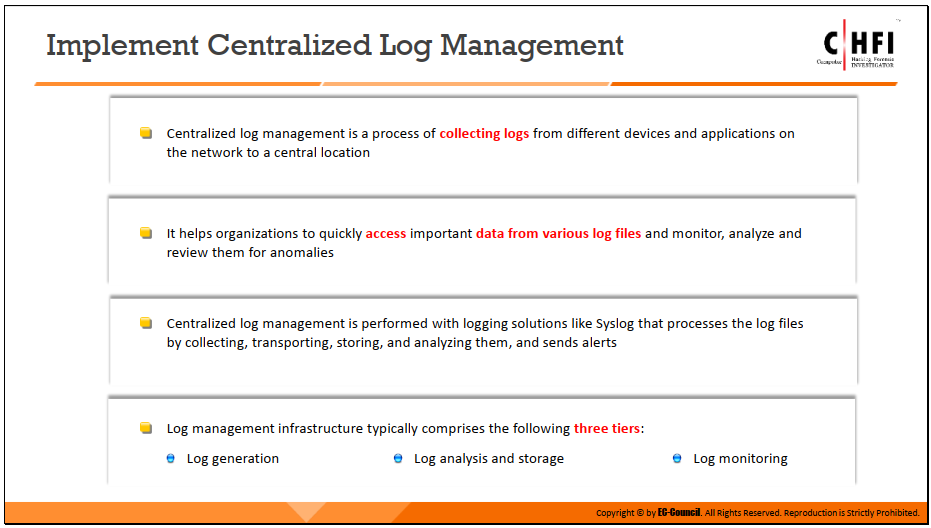 Implement Centralized Log Management
CHFI
Computer Hacking Forensic
INVESTIGATOR
Centralized log management is a process of collecting logs from different devices and applications on
the network to a central location
It helps organizations to quickly access important data from various log files and monitor, analyze and
review them for anomalies
Centralized log management is performed with logging solutions like Syslog that processes the log files
by collecting, transporting, storing, and analyzing them, and sends alerts
Log management infrastructure typically comprises the following three tiers:
Log generation Log analysis and storage Log monitoring
Copyright © by EC-Council. All Rights Reserved. Reproduction is Strictly Prohibited.